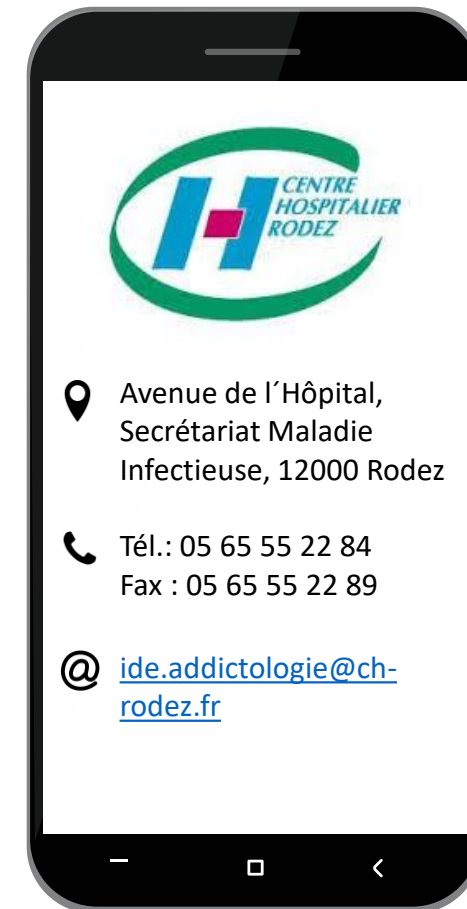 CENTRE
HOSPITALIER
RODEZ
Avenue de l´Hôpital,
Secrétariat Maladie
Infectieuse, 12000 Rodez
Tél.: 05 65 55 22 84
Fax : 05 65 55 22 89
@ ide.addictologie@ch-
rodez.fr